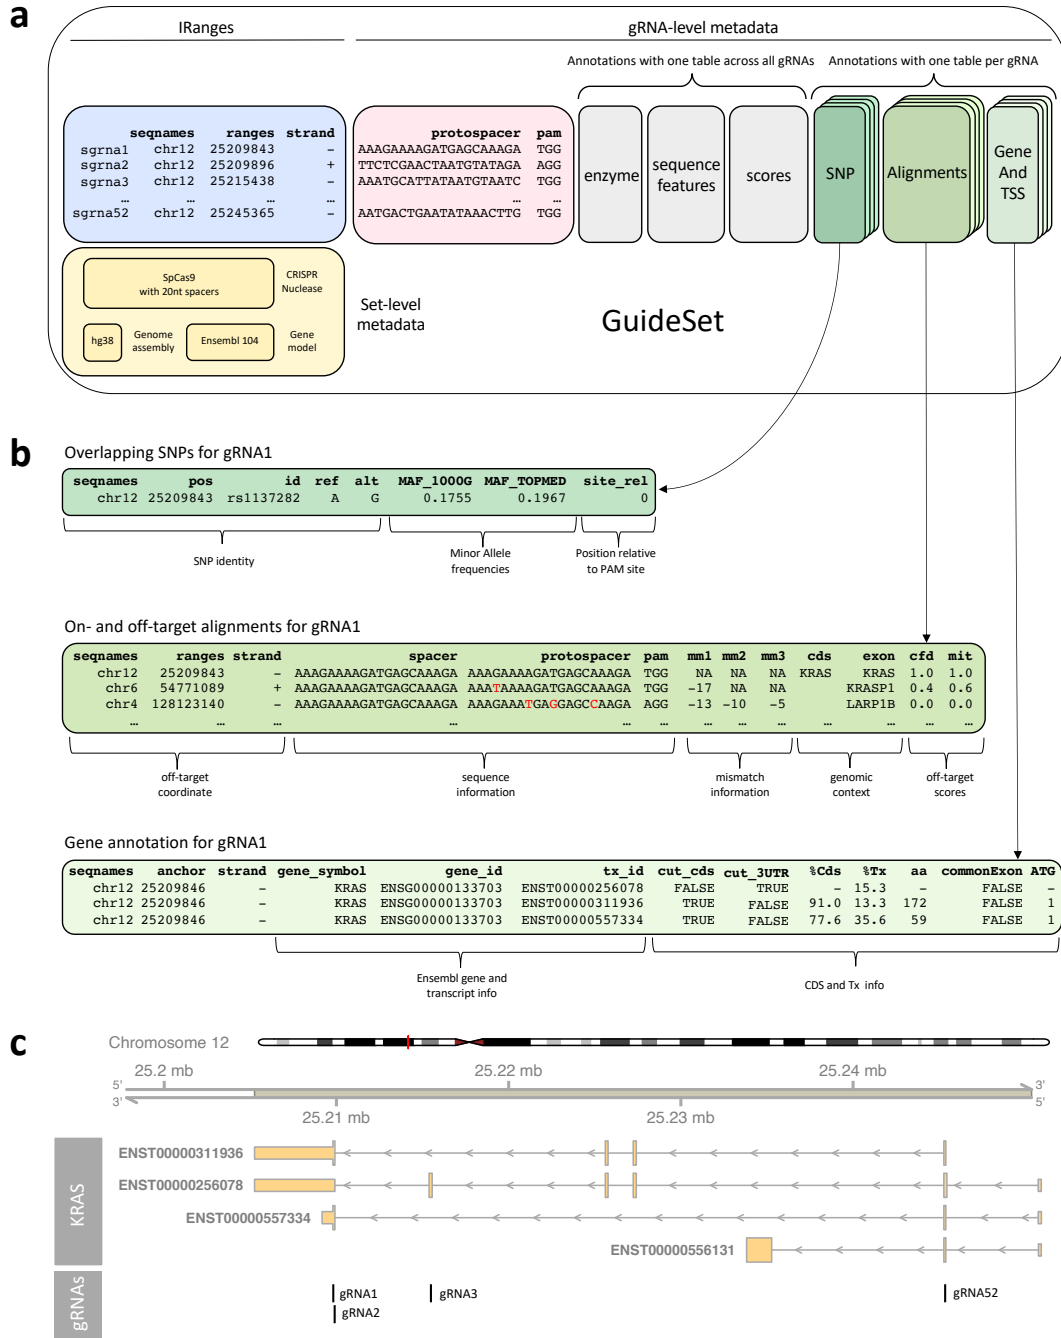 a
IRanges
gRNA-level metadata
Annotations with one table across all gRNAs
Annotations with one table per gRNA
seqnames ranges strand
sgrna1 chr12 25209843 –
sgrna2 chr12 25209896 +
sgrna3 chr12 25215438 –
… … … …
sgrna52 chr12 25245365 –
protospacer pam
AAAGAAAAGATGAGCAAAGA TGG
TTCTCGAACTAATGTATAGA AGG
AAATGCATTATAATGTAATC TGG
… …
AATGACTGAATATAAACTTG TGG
enzyme
sequence
features
scores
SNP
Alignments
Gene
And
TSS
SpCas9
with 20nt spacers
CRISPR
Nuclease
hg38
Genome
assembly
Ensembl 104
Gene
model
Set-level
metadata
GuideSet
b
Overlapping SNPs for gRNA1
seqnames pos id ref alt MAF_1000G MAF_TOPMED site_rel
chr12 25209843 rs1137282 A G 0.1755 0.1967 0
SNP identity
Minor Allele
frequencies
Position relative
to PAM site
On- and off-target alignments for gRNA1
seqnames ranges strand spacer protospacer pam mm1 mm2 mm3 cds exon cfd mit
chr12 25209843 – AAAGAAAAGATGAGCAAAGA AAAGAAAAGATGAGCAAAGA TGG NA NA NA KRAS KRAS 1.0 1.0
chr6 54771089 + AAAGAAAAGATGAGCAAAGA AAATAAAAGATGAGCAAAGA TGG –17 NA NA KRASP1 0.4 0.6
chr4 128123140 – AAAGAAAAGATGAGCAAAGA AAAGAAATGAGGAGCCAAGA AGG –13 –10 –5 LARP1B 0.0 0.0
… … … … … … … … … … … …
off-target
coordinate
sequence
information
mismatch
information
genomic
context
off-target
scores
Gene annotation for gRNA1
seqnames anchor strand gene_symbol gene_id tx_id cut_cds cut_3UTR %Cds %Tx aa commonExon ATG
chr12 25209846 – KRAS ENSG00000133703 ENST00000256078 FALSE TRUE – 15.3 – FALSE –
chr12 25209846 – KRAS ENSG00000133703 ENST00000311936 TRUE FALSE 91.0 13.3 172 FALSE 1
chr12 25209846 – KRAS ENSG00000133703 ENST00000557334 TRUE FALSE 77.6 35.6 59 FALSE 1
Ensembl gene and
transcript info
CDS and Tx info
c
Chromosome 12
25.2 mb 25.22 mb 25.24 mb
5' 3'
3' 5'
25.21 mb 25.23 mb
KRAS
ENST00000311936
ENST00000256078
ENST00000557334
ENST00000556131
gRNAs
gRNA1 gRNA3 gRNA52
gRNA2